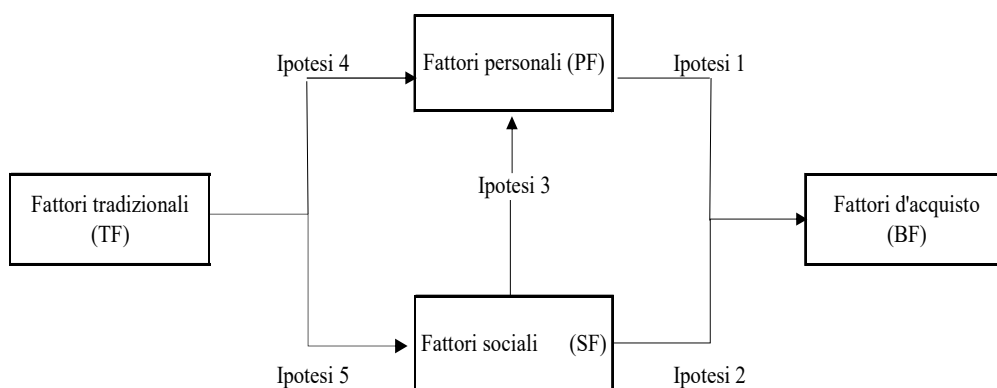 Ipotesi 4
Fattori personali (PF)
Ipotesi 1
Ipotesi 3
Fattori tradizionali
(TF)
Fattori d'acquisto
(BF)
Fattori sociali (SF)
Ipotesi 5
Ipotesi 2